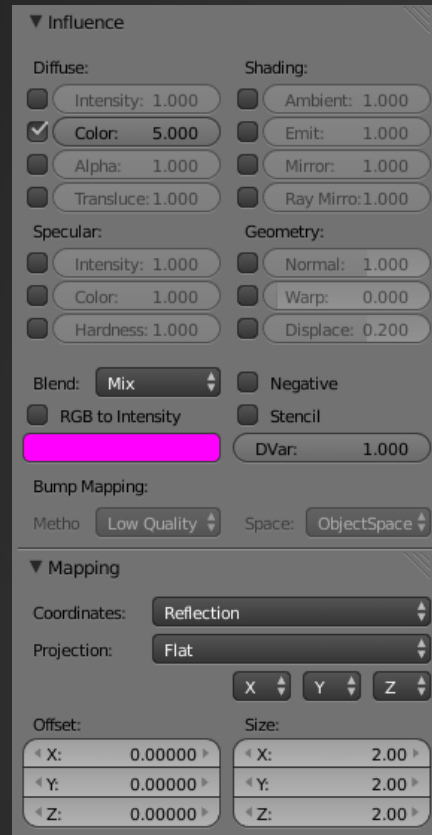 Influence
Diffuse: Shading:
Intensity: 1.000 Ambient: 1.000
Color: 5.000 Emit: 1.000
Alpha: 1.000 Mirror: 1.000
Transluce: 1.000 Ray Mirro: 1.000
Specular: Geometry:
Intensity: 1.000 Normal: 1.000
Color: 1.000 Warp: 0.000
Hardness: 1.000 Displace: 0.200
Blend: Mix Negative
RGB to Intensity Stencil
DVar: 1.000
Bump Mapping:
Metho Low Quality Space: ObjectSpace
Mapping
Coordinates: Reflection
Projection: Flat
X Y Z
Offset: Size:
X: 0.00000 X: 2.00
Y: 0.00000 Y: 2.00
Z: 0.00000 Z: 2.00